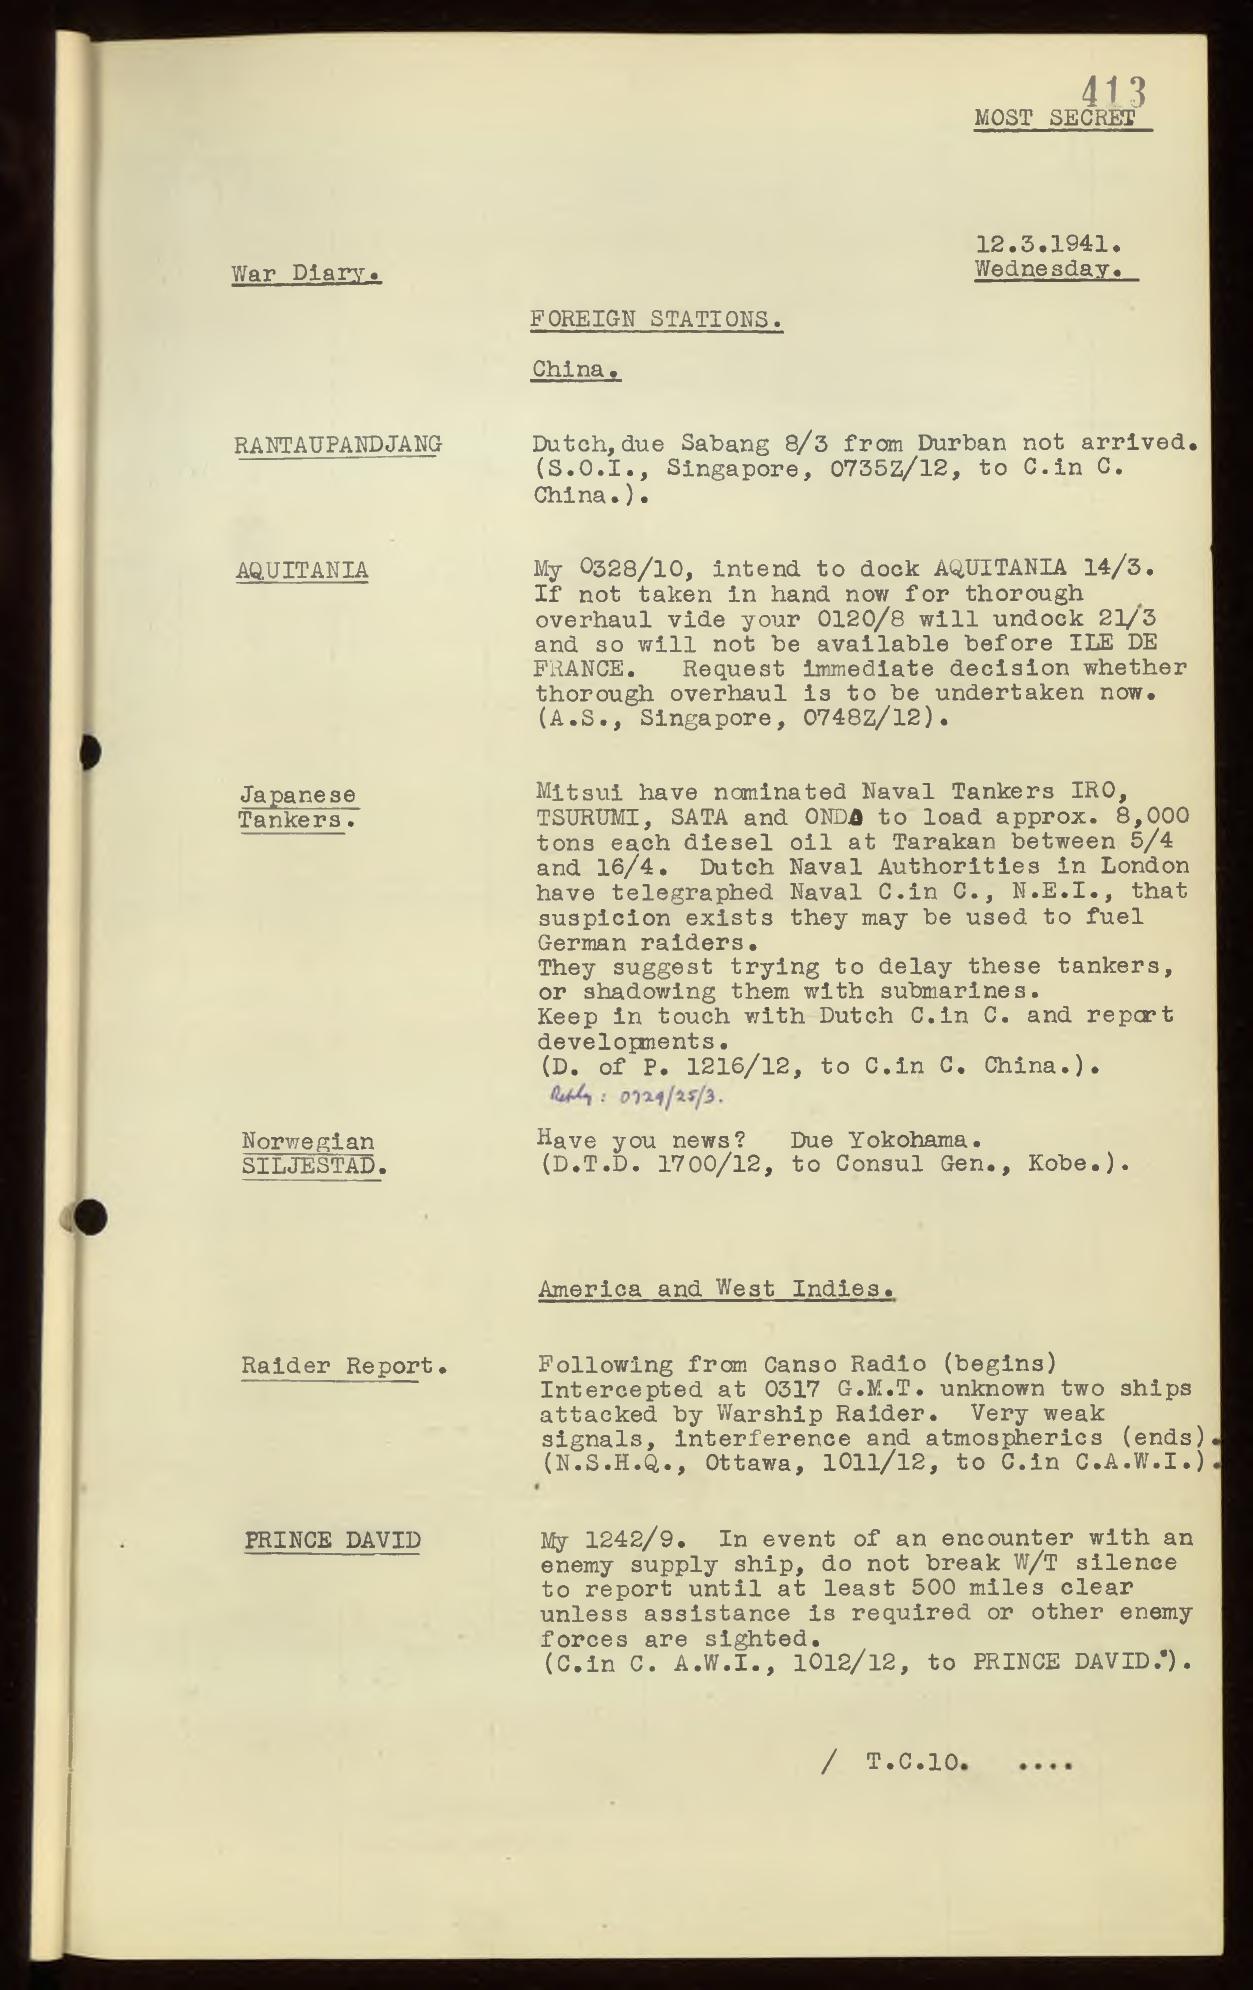 413
MOST SECRET
12.3.1941.
Wednesday.
War Diary.
FOREIGN STATIONS.
China.
RANTAUPANDJANG
Dutch, due Sabang 8/3 from Durban not arrived.
(S.O.I., Singapore, 0735Z/12, to C.in C.
China.).
AQUITANIA
My 0328/10, intend to dock AQUITANIA 14/3.
If not taken in hand now for thorough
overhaul vide your 0120/8 will undock 21/3
and so will not be available before ILE DE
FRANCE. Request immediate decision whether
thorough overhaul is to be undertaken now.
(A.S., Singapore, 0748Z/12).
Japanese
Tankers.
Mitsui have nominated Naval Tankers IRO,
TSURUMI, SATA and ONDO to load approx. 8,000
tons each diesel oil at Tarakan between 5/4
and 16/4. Dutch Naval Authorities in London
have telegraphed Naval C.in C., N.E.I., that
suspicion exists they may be used to fuel
German raiders.
They suggest trying to delay these tankers,
or shadowing them with submarines.
Keep in touch with Dutch C.in C. and report
developments.
(D. of P. 1216/12, to C.in C. China.).
Reply: 0729/25/3.
Norwegian
SILJESTAD.
Have you news? Due Yokohama.
(D.T.D. 1700/12, to Consul Gen., Kobe.).
America and West Indies.
Raider Report.
Following from Canso Radio (begins)
Intercepted at 0317 G.M.T. unknown two ships
attacked by Warship Raider. Very weak
signals, interference and atmospherics (ends).
(N.S.H.Q., Ottawa, 1011/12, to C.in C.A.W.I.).
PRINCE DAVID
My 1242/9. In event of an encounter with an
enemy supply ship, do not break W/T silence
to report until at least 500 miles clear
unless assistance is required or other enemy
forces are sighted.
(C.in C. A.W.I., 1012/12, to PRINCE DAVID.").
/ T.C.10. ....